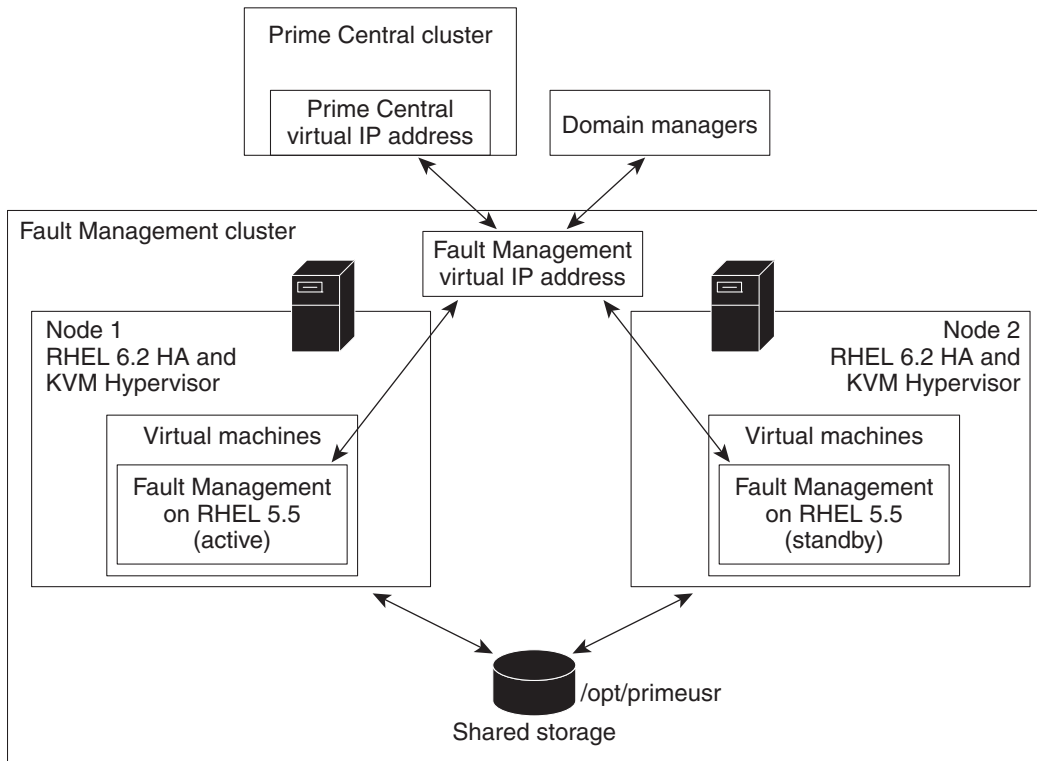 Prime Central cluster
Prime Central
virtual IP address
Domain managers
Fault Management cluster
Fault Management
virtual IP address
Node 1
RHEL 6.2 HA and
KVM Hypervisor
Node 2
RHEL 6.2 HA and
KVM Hypervisor
Virtual machines
Fault Management
on RHEL 5.5
(active)
Virtual machines
Fault Management
on RHEL 5.5
(standby)
/opt/primeusr
Shared storage